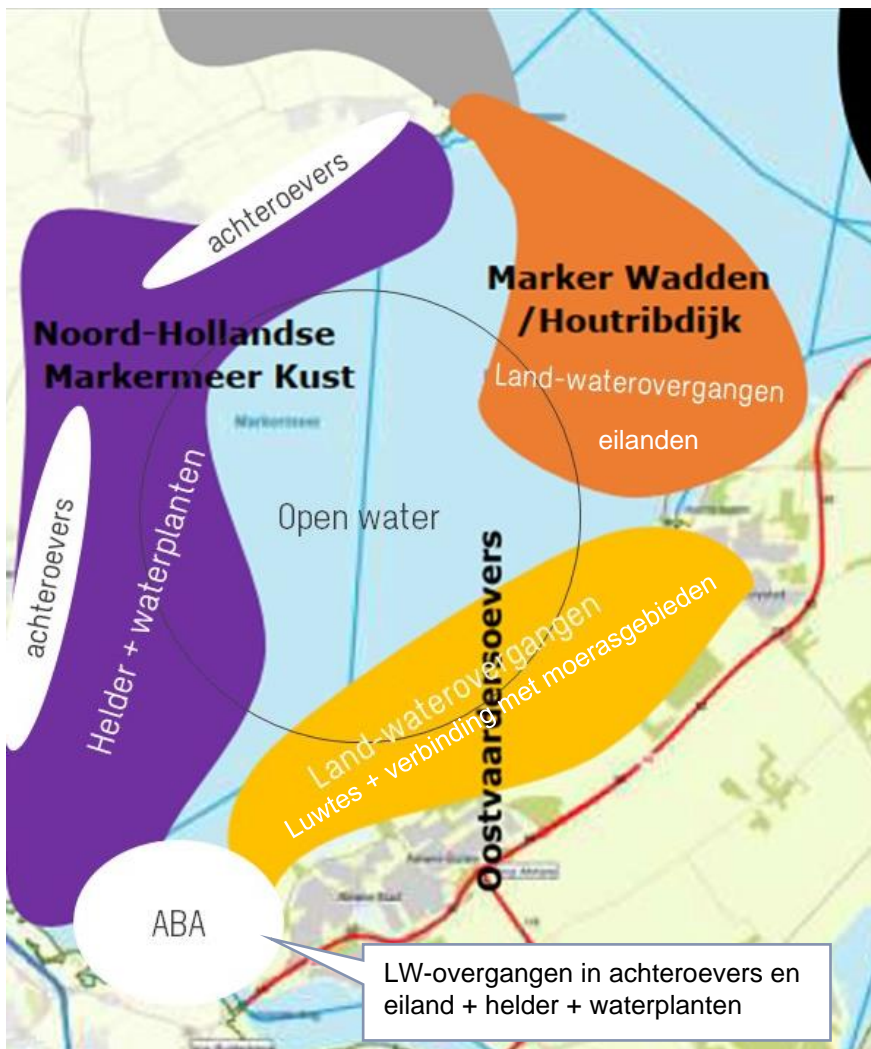 achteroevers
Marker Wadden
/Houtribdijk
Noord-Hollandse
Markermeer Kust
Land-waterovergangen
eilanden
Markermeer
achteroevers
Helder + waterplanten
Open water
Oostvaardersoevers
Land-waterovergangen
Luwtes + verbinding met moerasgebieden
ABA
LW-overgangen in achteroevers en
eiland + helder + waterplanten